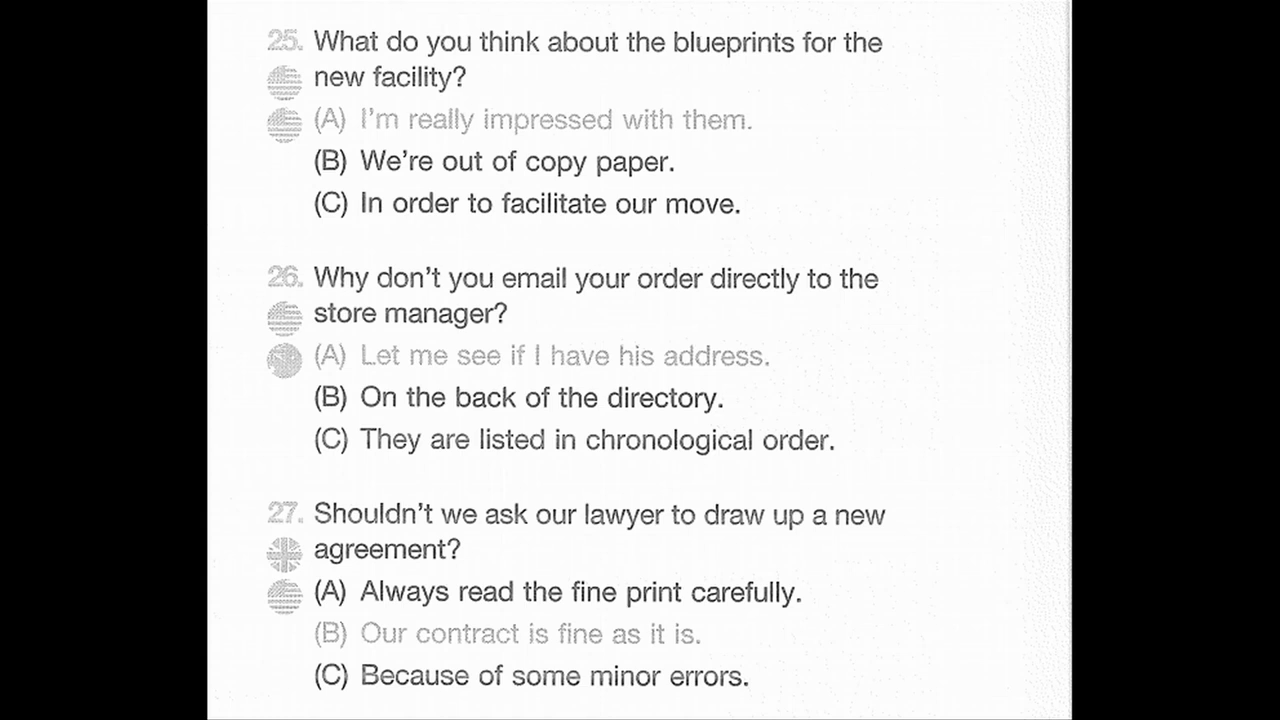 25. What do you think about the blueprints for the
new facility?
(A) I'm really impressed with them.
(B) We're out of copy paper.
(C) In order to facilitate our move.
26. Why don't you email your order directly to the
store manager?
(A) Let me see if I have his address.
(B) On the back of the directory.
(C) They are listed in chronological order.
27. Shouldn't we ask our lawyer to draw up a new
agreement?
(A) Always read the fine print carefully.
(B) Our contract is fine as it is.
(C) Because of some minor errors.